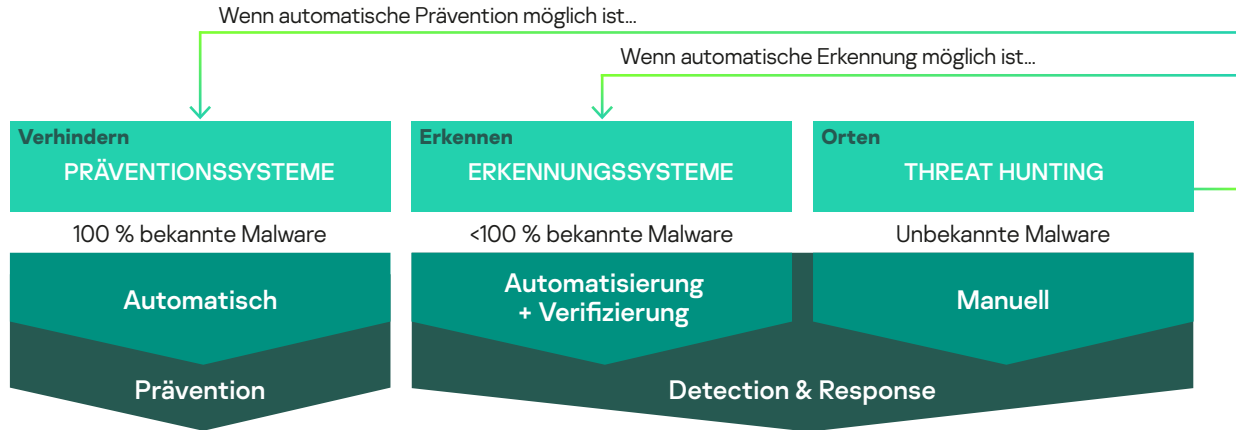 Wenn automatische Prävention möglich ist...
Wenn automatische Erkennung möglich ist...
Verhindern
PRÄVENTIONSSYSTEME
Erkennen
ERKENNUNGSSYSTEME
Orten
THREAT HUNTING
100 % bekannte Malware
<100 % bekannte Malware
Unbekannte Malware
Automatisch
Automatisierung
+ Verifizierung
Manuell
Prävention
Detection & Response